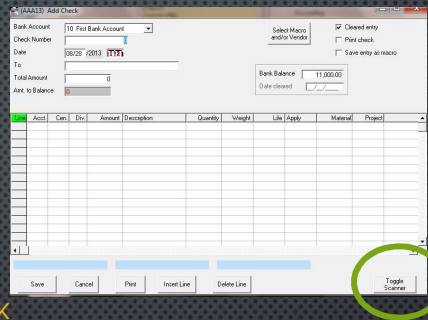 (AAA13) Add Check
Bank Account 10 First Bank Account
Check Number 0
Date 08/28 /2013
To
Total Amount 0
Amt. to Balance 0
Select Macro and/or Vendor
Cleared entry
Print check
Save entry as macro
Bank Balance 11,000.00
Date cleared _/_/_
Line Acct Cen. Div. Amount Description Quantity Weight Life Apply Material Project
Save Cancel Print Insert Line Delete Line Toggle Scanner
K